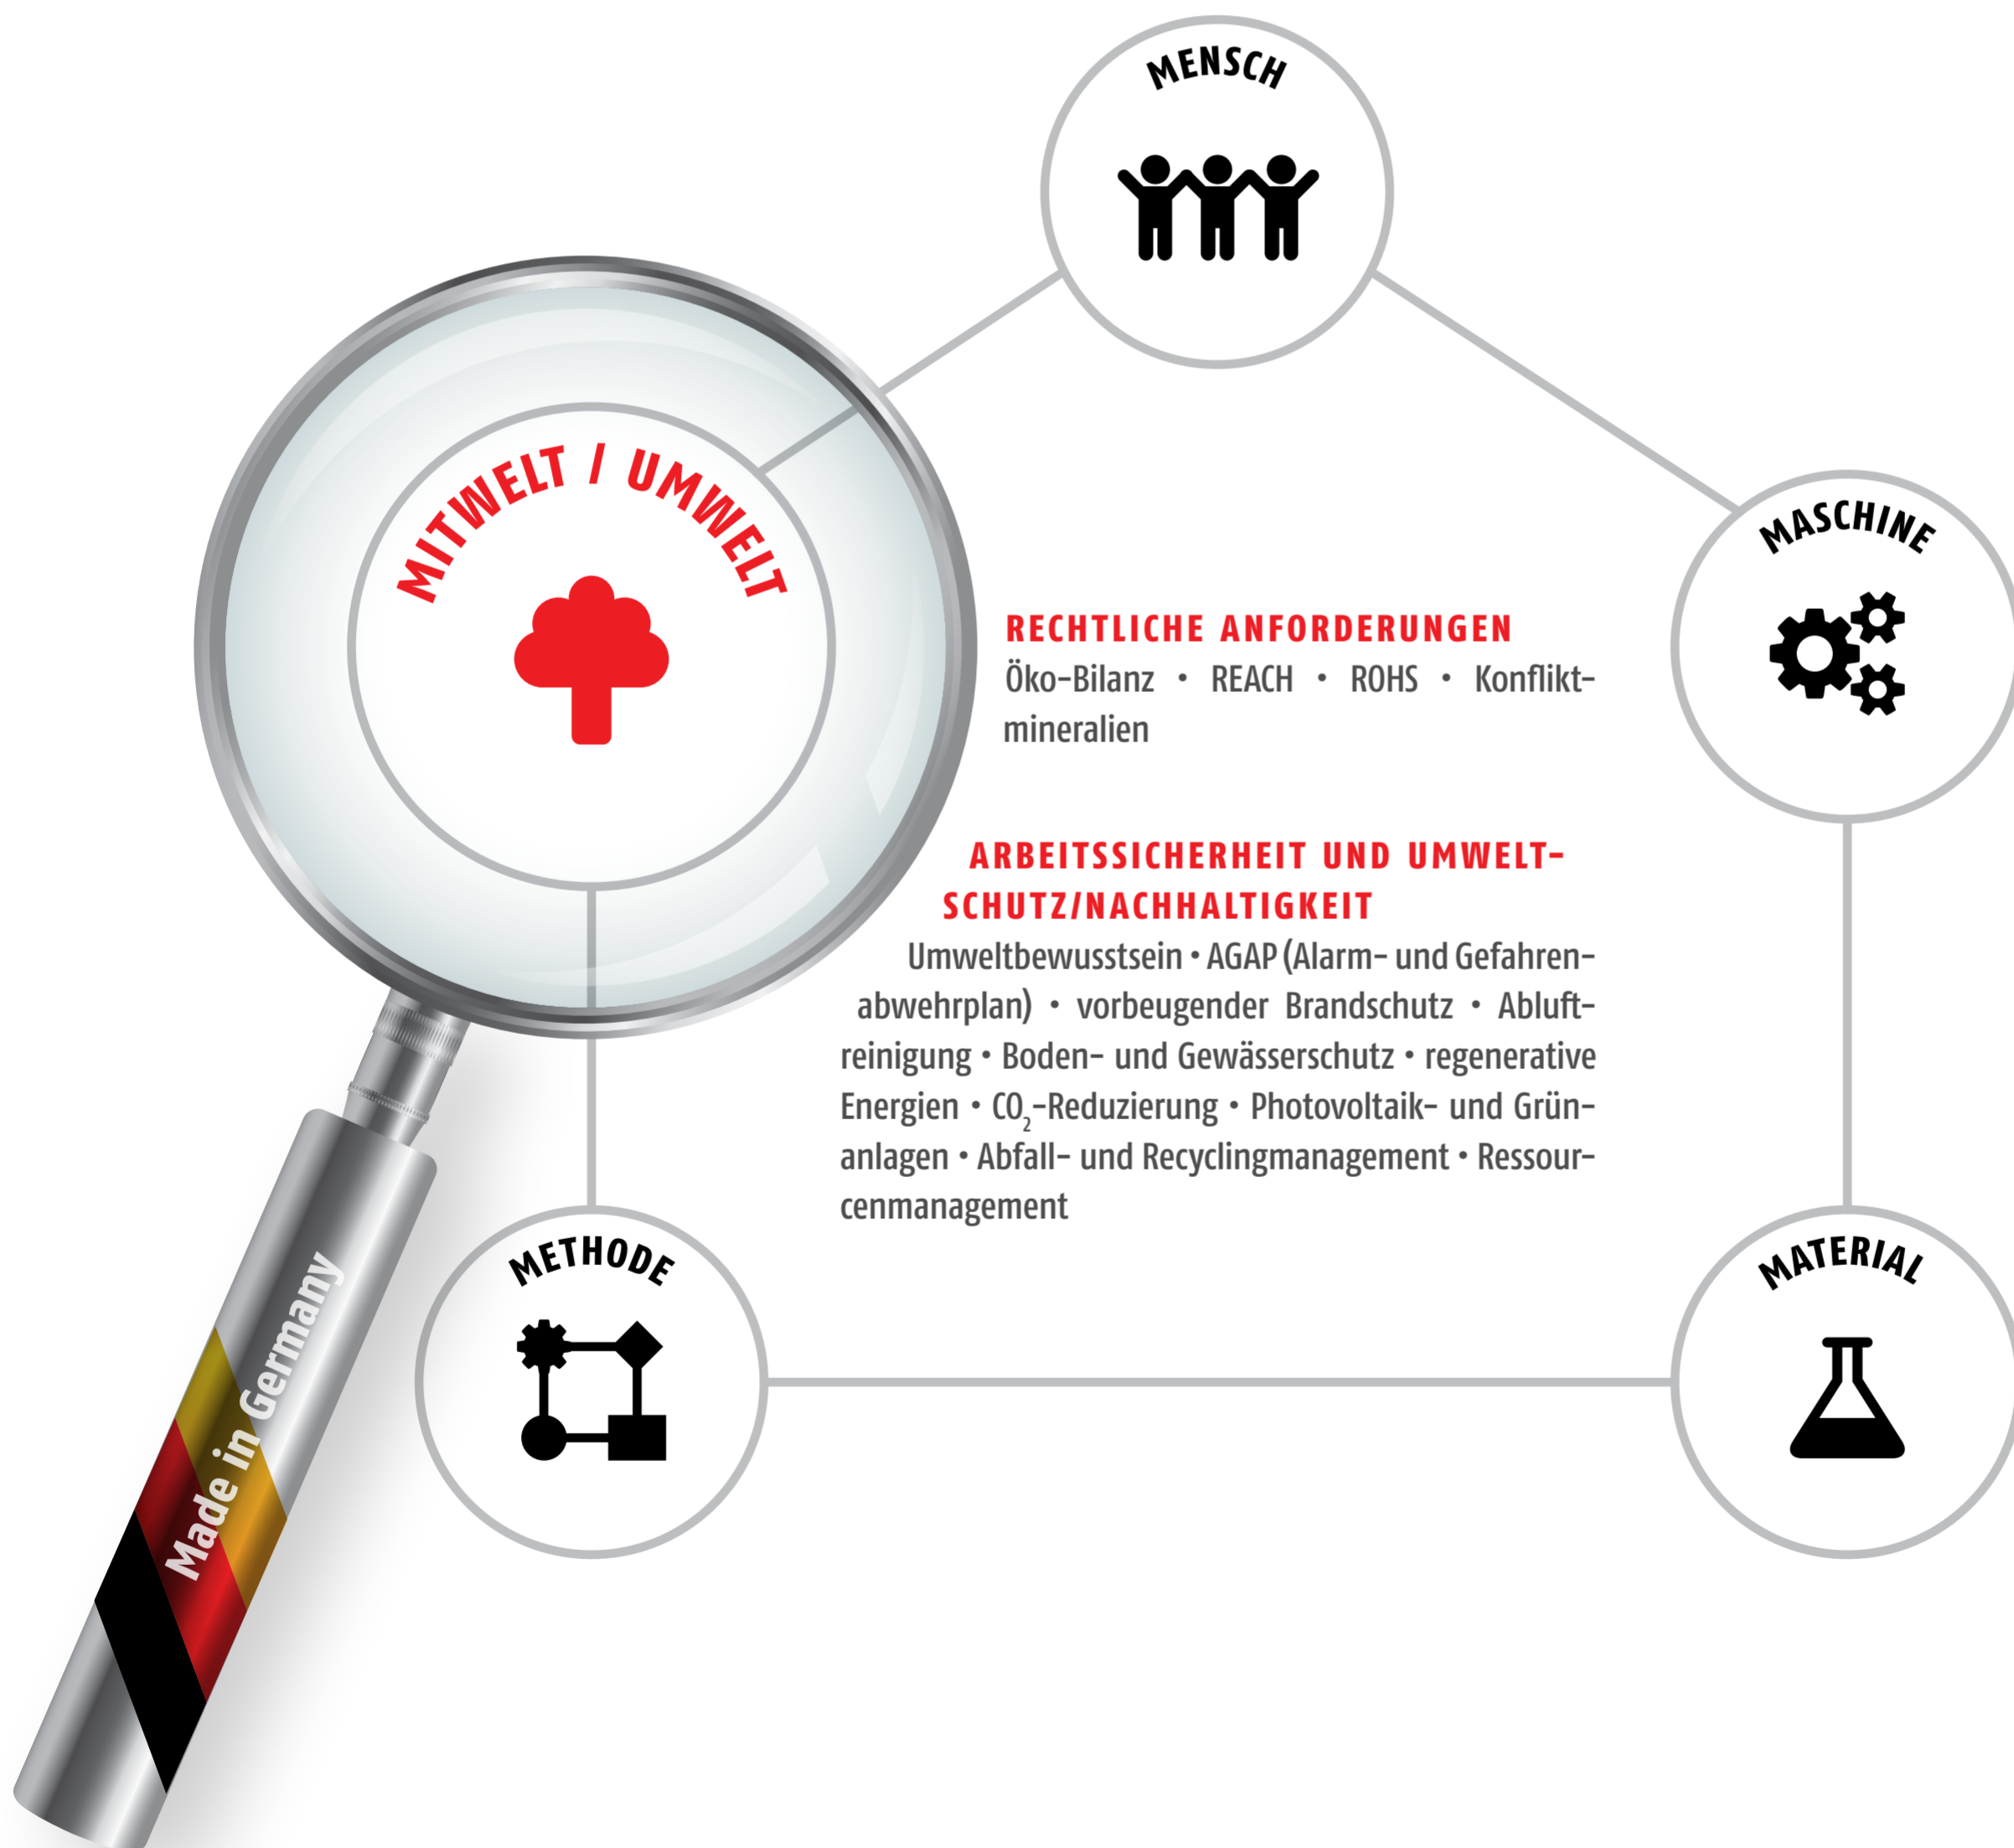 MENSCH
MITWELT / UMWELT
MASCHINE
RECHTLICHE ANFORDERUNGEN
Öko-Bilanz • REACH • ROHS • Konflikt-
mineralien
ARBEITSSICHERHEIT UND UMWELT-
SCHUTZ/NACHHALTIGKEIT
Umweltbewusstsein • AGAP (Alarm- und Gefahren-
abwehrplan) • vorbeugender Brandschutz • Abluft-
reinigung • Boden- und Gewässerschutz • regenerative
Energien • CO₂-Reduzierung • Photovoltaik- und Grün-
anlagen • Abfall- und Recyclingmanagement • Ressour-
cenmanagement
METHODE
MATERIAL
Made in Germany